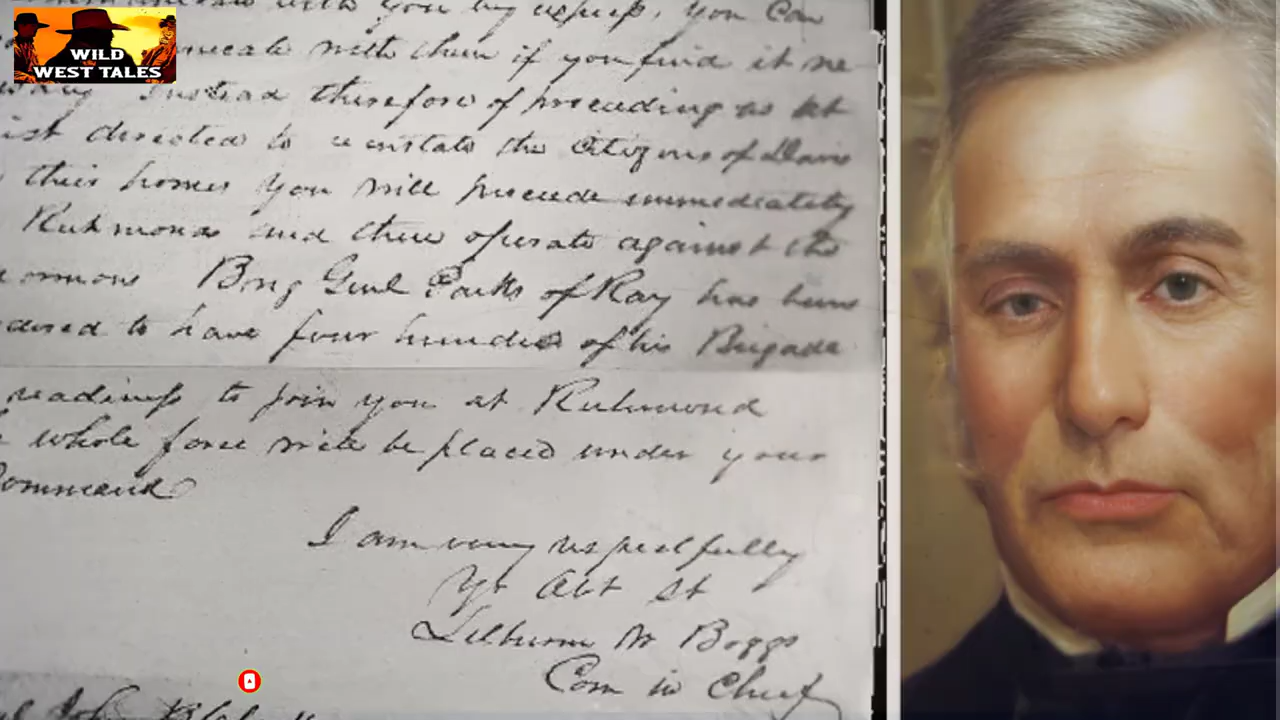 WILD
WEST TALES
with you by express, you can
with them if you find it ne
Instead therefore of proceeding as at
directed to reinstate the Citizens of Davis
their homes you will proceed immediately
Richmond and there operate against the
ormons Brig Genl Parks of Ray has been
dered to have four hundred of his Brigade
readiness to join you at Richmond
whole force will be placed under your
Command
I am very respectfully
Yr Obt St
Lilburn W Boggs
Com in Chief